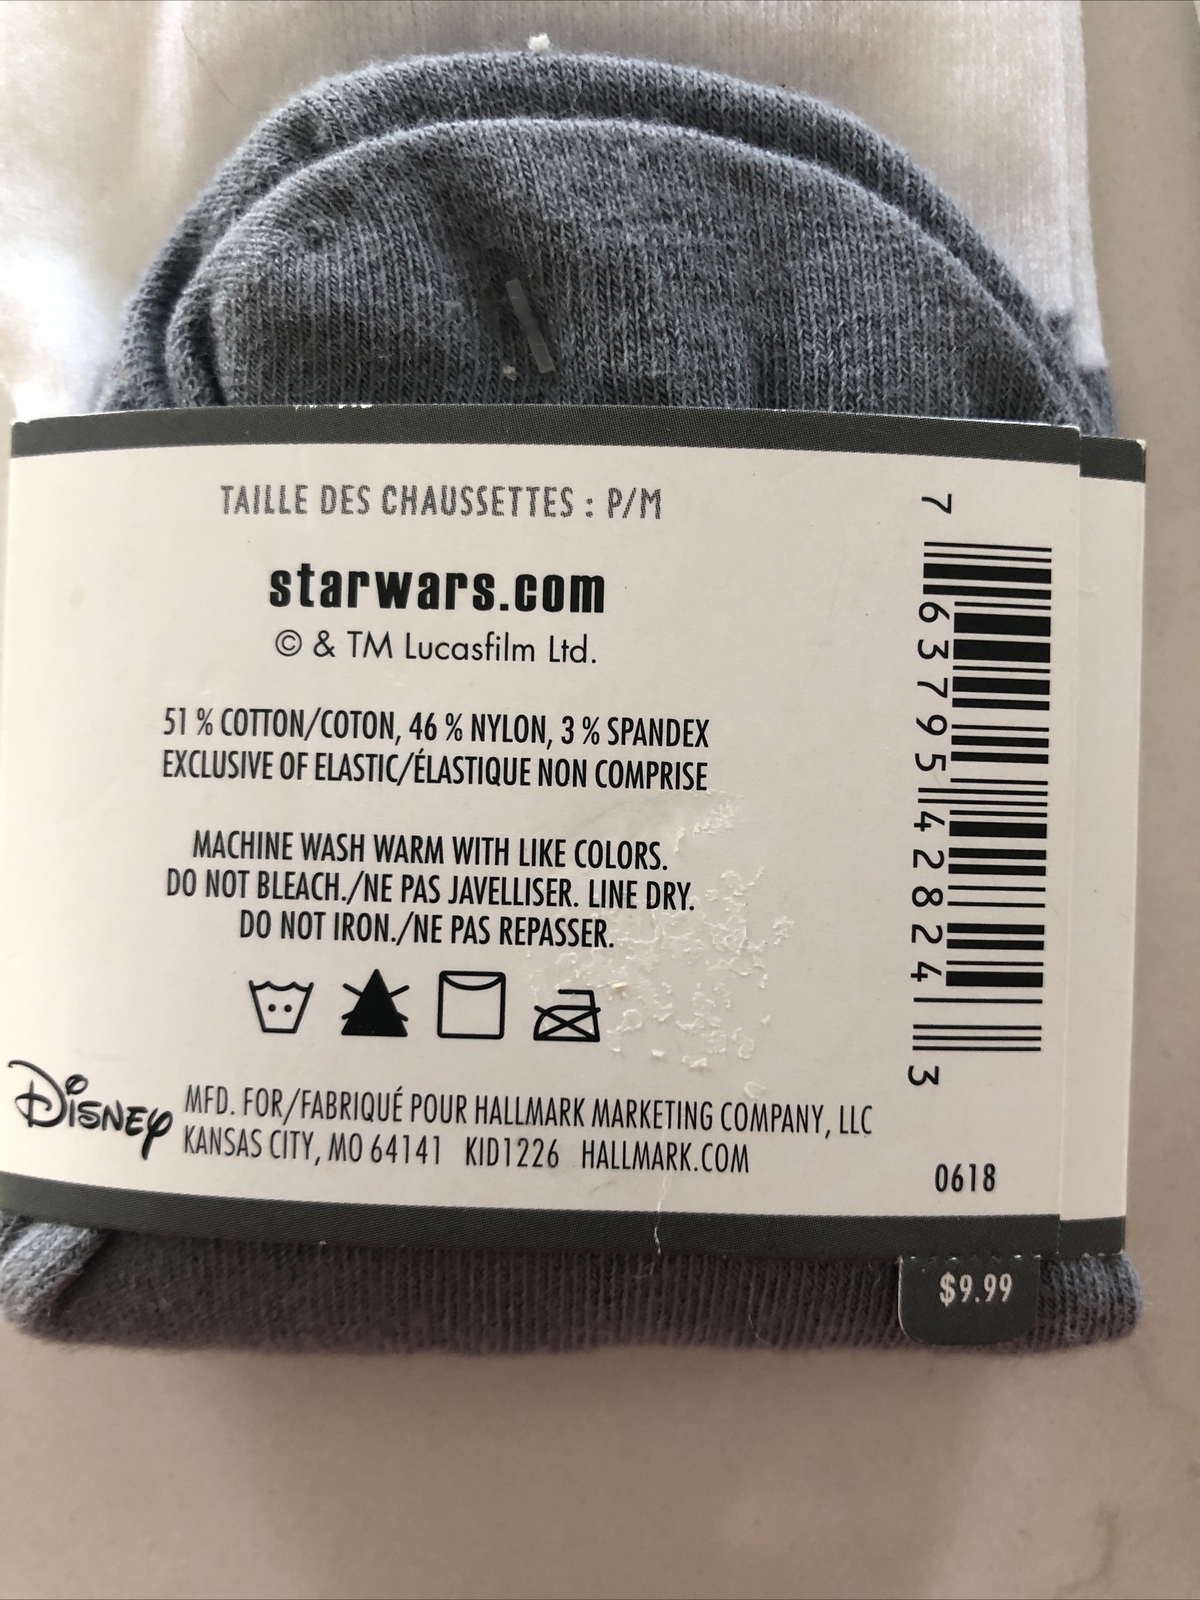 TAILLE DES CHAUSSETTES : P/M
starwars.com
© & TM Lucasfilm Ltd.
51 % COTTON/COTON, 46 % NYLON, 3 % SPANDEX
EXCLUSIVE OF ELASTIC/ÉLASTIQUE NON COMPRISE
MACHINE WASH WARM WITH LIKE COLORS.
DO NOT BLEACH./NE PAS JAVELLISER. LINE DRY.
DO NOT IRON./NE PAS REPASSER.
DISNEY
MFD. FOR/FABRIQUÉ POUR HALLMARK MARKETING COMPANY, LLC
KANSAS CITY, MO 64141 KID1226 HALLMARK.COM
7 63795 42824 3
0618
$9.99